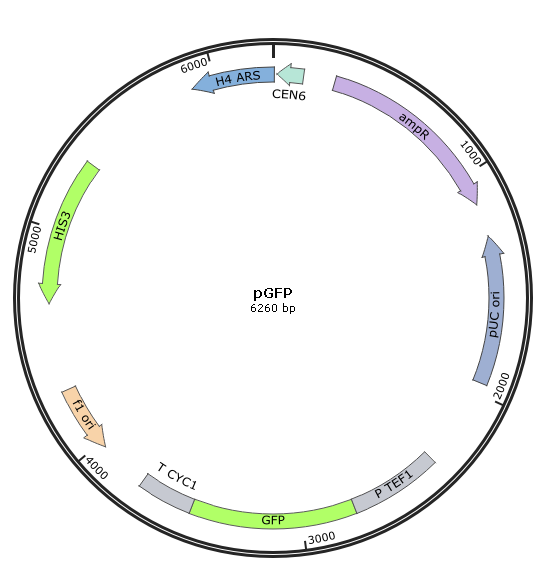 6000
H4 ARS
CEN6
ampR
1000
HIS3
5000
pUC ori
pGFP
6260 bp
2000
f1 ori
4000
T CYC1
P TEF1
GFP
3000